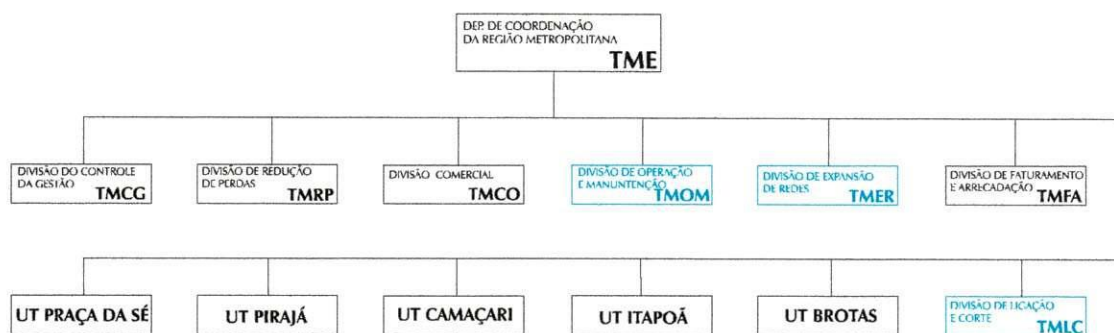 DEP. DE COORDENAÇÃO
DA REGIÃO METROPOLITANA
TME
DIVISÃO DO CONTROLE
DA GESTÃO TMCG
DIVISÃO DE REDUÇÃO
DE PERDAS TMRP
DIVISÃO COMERCIAL
TMCO
DIVISÃO DE OPERAÇÃO
E MANUNTENÇÃO TMOM
DIVISÃO DE EXPANSÃO
DE REDES TMER
DIVISÃO DE FATURAMENTO
E ARRECADAÇÃO TMFA
UT PRAÇA DA SÉ
UT PIRAJÁ
UT CAMAÇARI
UT ITAPOÃ
UT BROTAS
DIVISÃO DE LIGAÇÃO
E CORTE TMLC